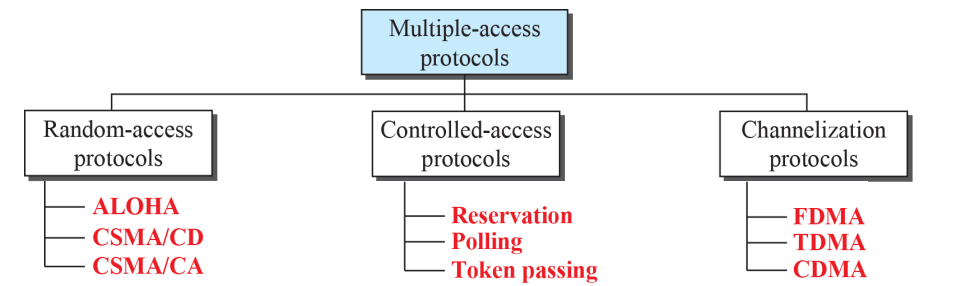 Multiple-access
protocols
Random-access
protocols
ALOHA
CSMA/CD
CSMA/CA
Controlled-access
protocols
Reservation
Polling
Token passing
Channelization
protocols
FDMA
TDMA
CDMA